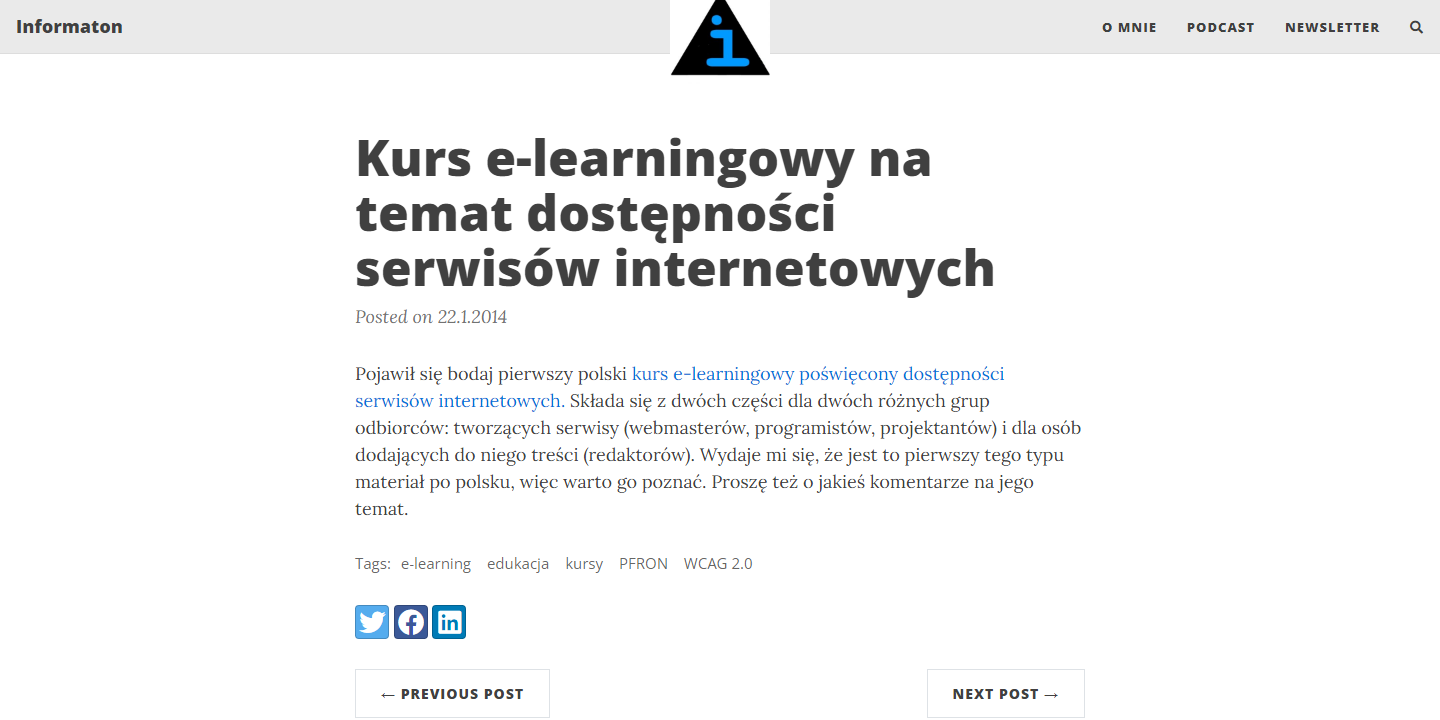 Informaton
i
O MNIE
PODCAST
NEWSLETTER
Kurs e-learningowy na
temat dostępności
serwisów internetowych
Posted on 22.1.2014
Pojawił się bodaj pierwszy polski kurs e-learningowy poświęcony dostępności
serwisów internetowych. Składa się z dwóch części dla dwóch różnych grup
odbiorców: tworzących serwisy (webmasterów, programistów, projektantów) i dla osób
dodających do niego treści (redaktorów). Wydaje mi się, że jest to pierwszy tego typu
materiał po polsku, więc warto go poznać. Proszę też o jakieś komentarze na jego
temat.
Tags: e-learning edukacja kursy PFRON WCAG 2.0
← PREVIOUS POST
NEXT POST →